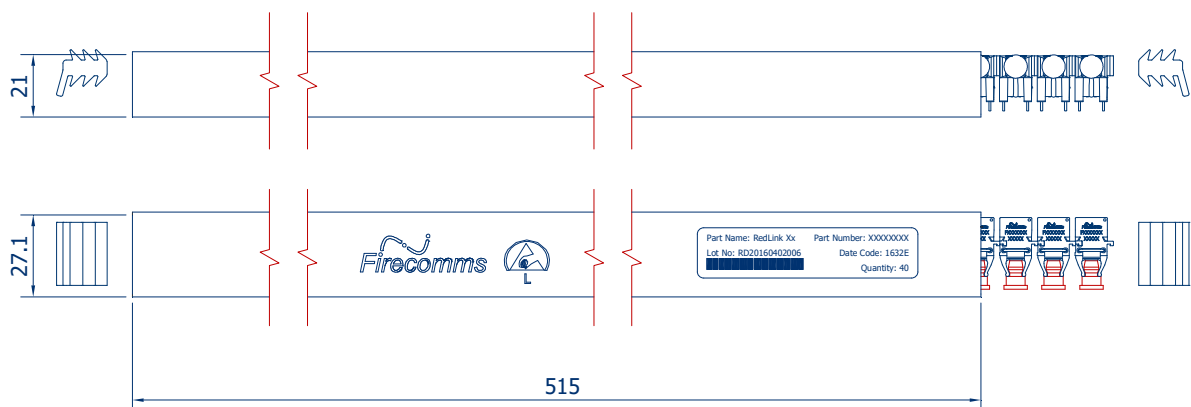 21
27.1
Firecomms
L
Part Name: RedLink Xx
Part Number: XXXXXXXX
Lot No: RD20160402006
Date Code: 1632E
Quantity: 40
515